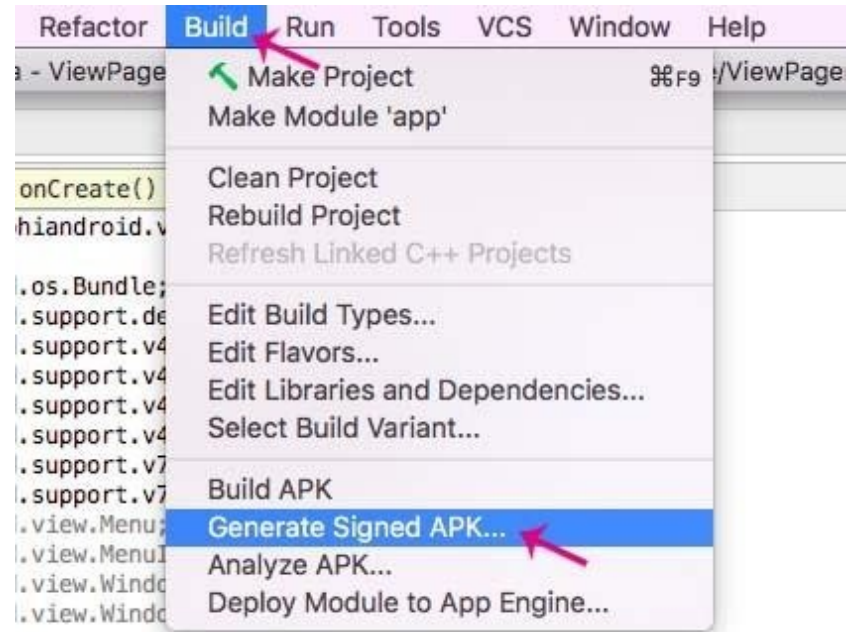 Refactor Build Run Tools VCS Window Help
a - ViewPage /ViewPage
Make Project ⌘F9
Make Module 'app'
onCreate() Clean Project
hiandroid.v Rebuild Project
Refresh Linked C++ Projects
.os.Bundle; Edit Build Types...
.support.de
.support.v4 Edit Flavors...
.support.v4 Edit Libraries and Dependencies...
.support.v4
.support.v4 Select Build Variant...
.support.v7
.support.v7 Build APK
.view.Menu; Generate Signed APK...
.view.MenuI Analyze APK...
.view.Windo
.view.Windo Deploy Module to App Engine...